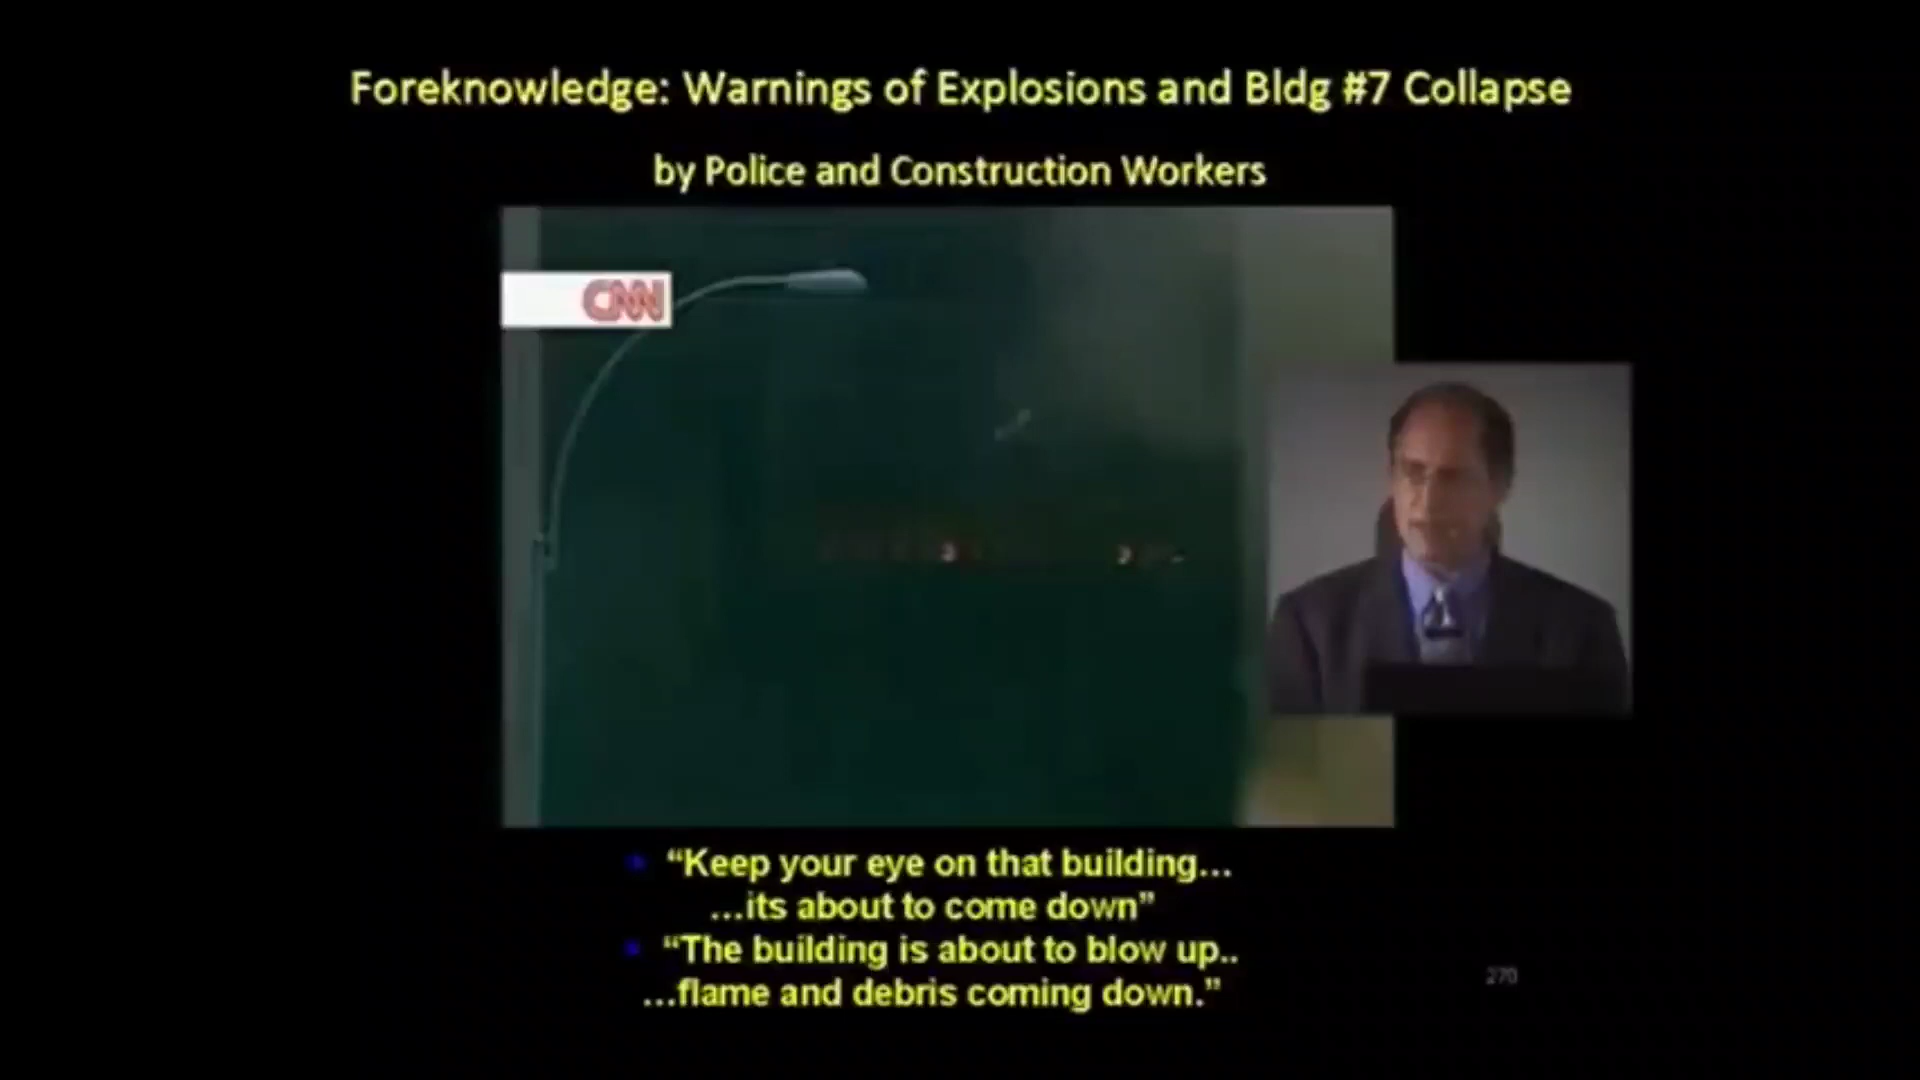 Foreknowledge: Warnings of Explosions and Bldg #7 Collapse
by Police and Construction Workers
CNN
“Keep your eye on that building...
...its about to come down”
“The building is about to blow up..
...flame and debris coming down.”
270